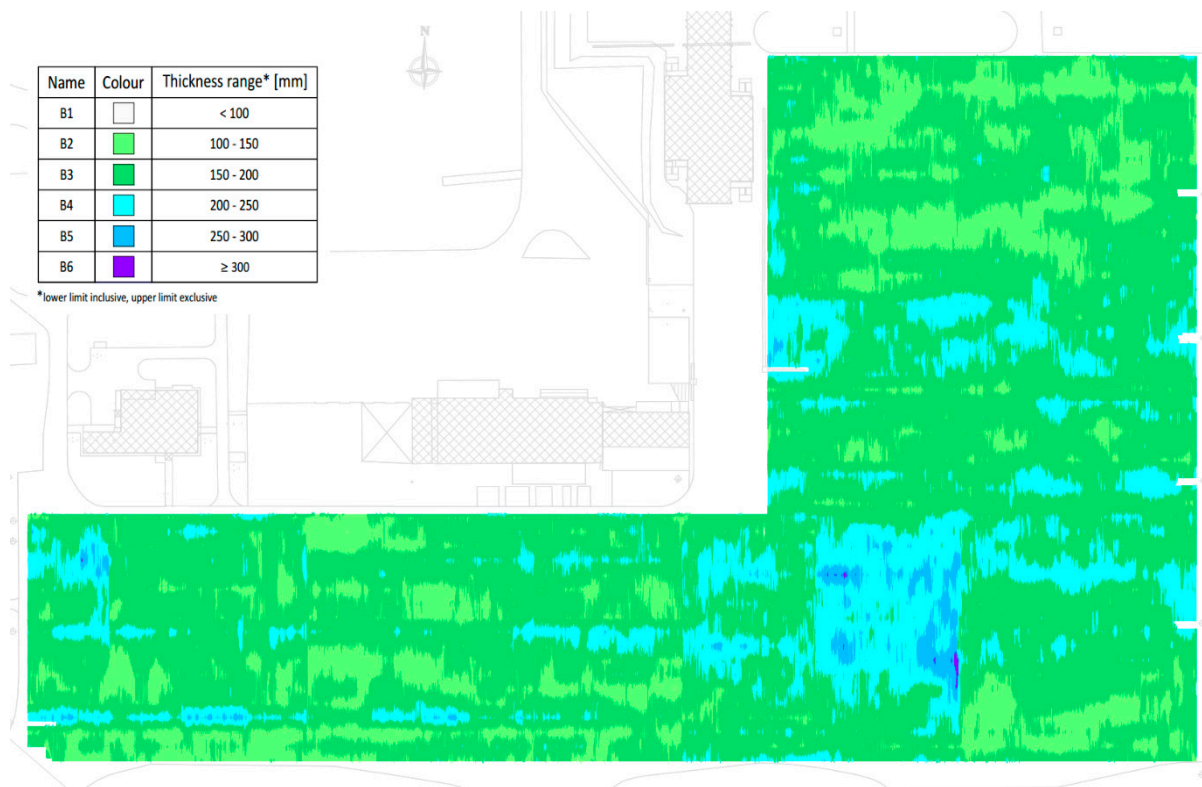 N
Name Colour Thickness range* [mm]
B1 < 100
B2 100 - 150
B3 150 - 200
B4 200 - 250
B5 250 - 300
B6 ≥ 300
*lower limit inclusive, upper limit exclusive